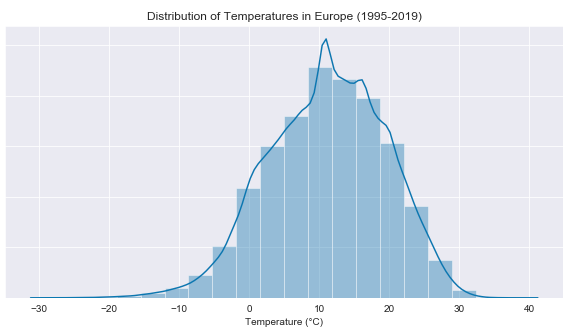 Distribution of Temperatures in Europe (1995-2019)
−30 −20 −10 0 10 20 30 40
Temperature (°C)